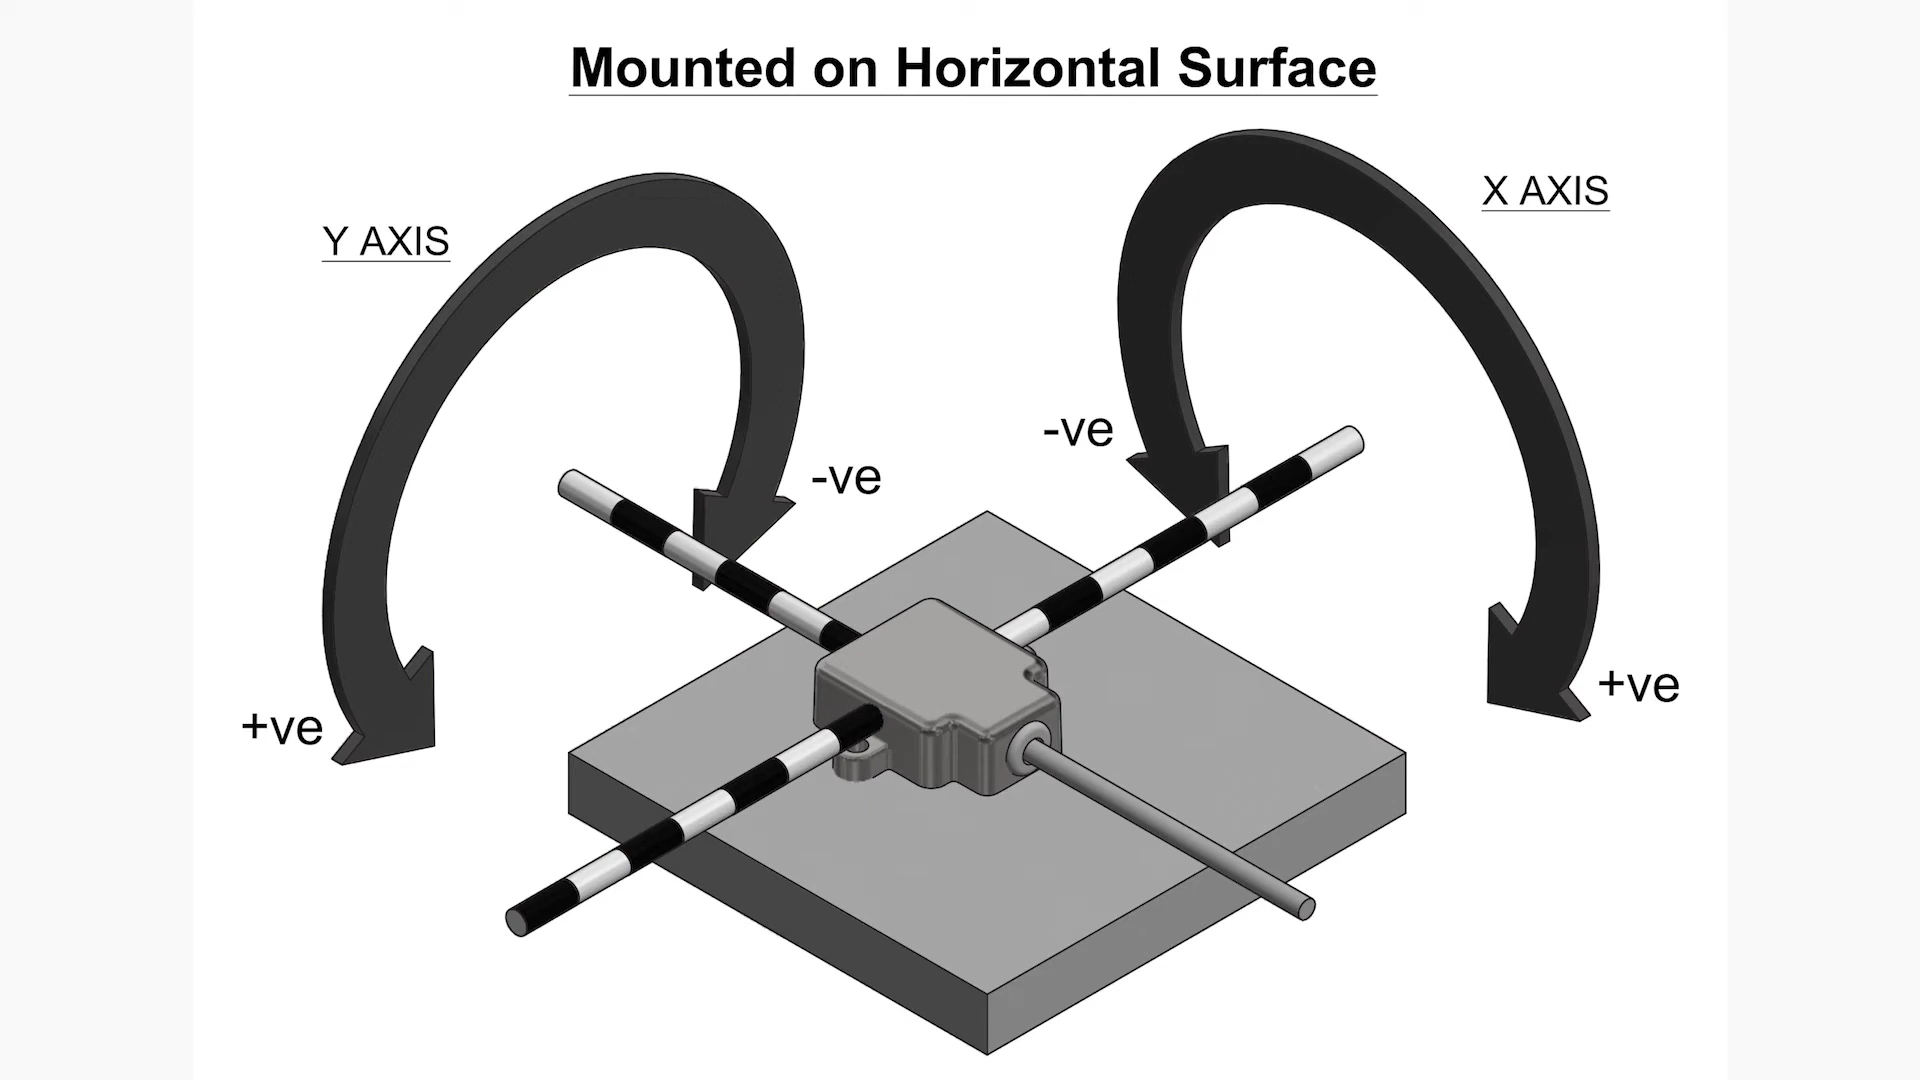 Mounted on Horizontal Surface
Y AXIS
X AXIS
-ve
-ve
+ve
+ve